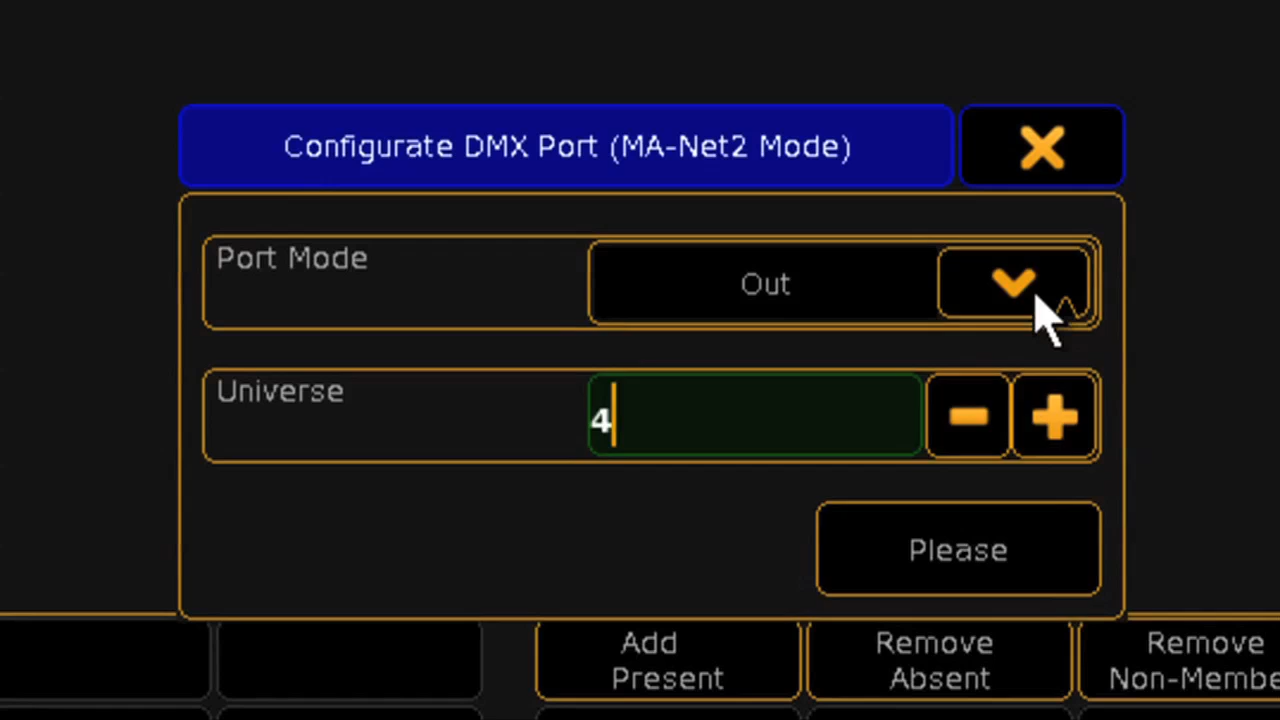 Configurate DMX Port (MA-Net2 Mode)
Port Mode
Out
Universe
4
Please
Add
Present
Remove
Absent
Remove
Non-Membe